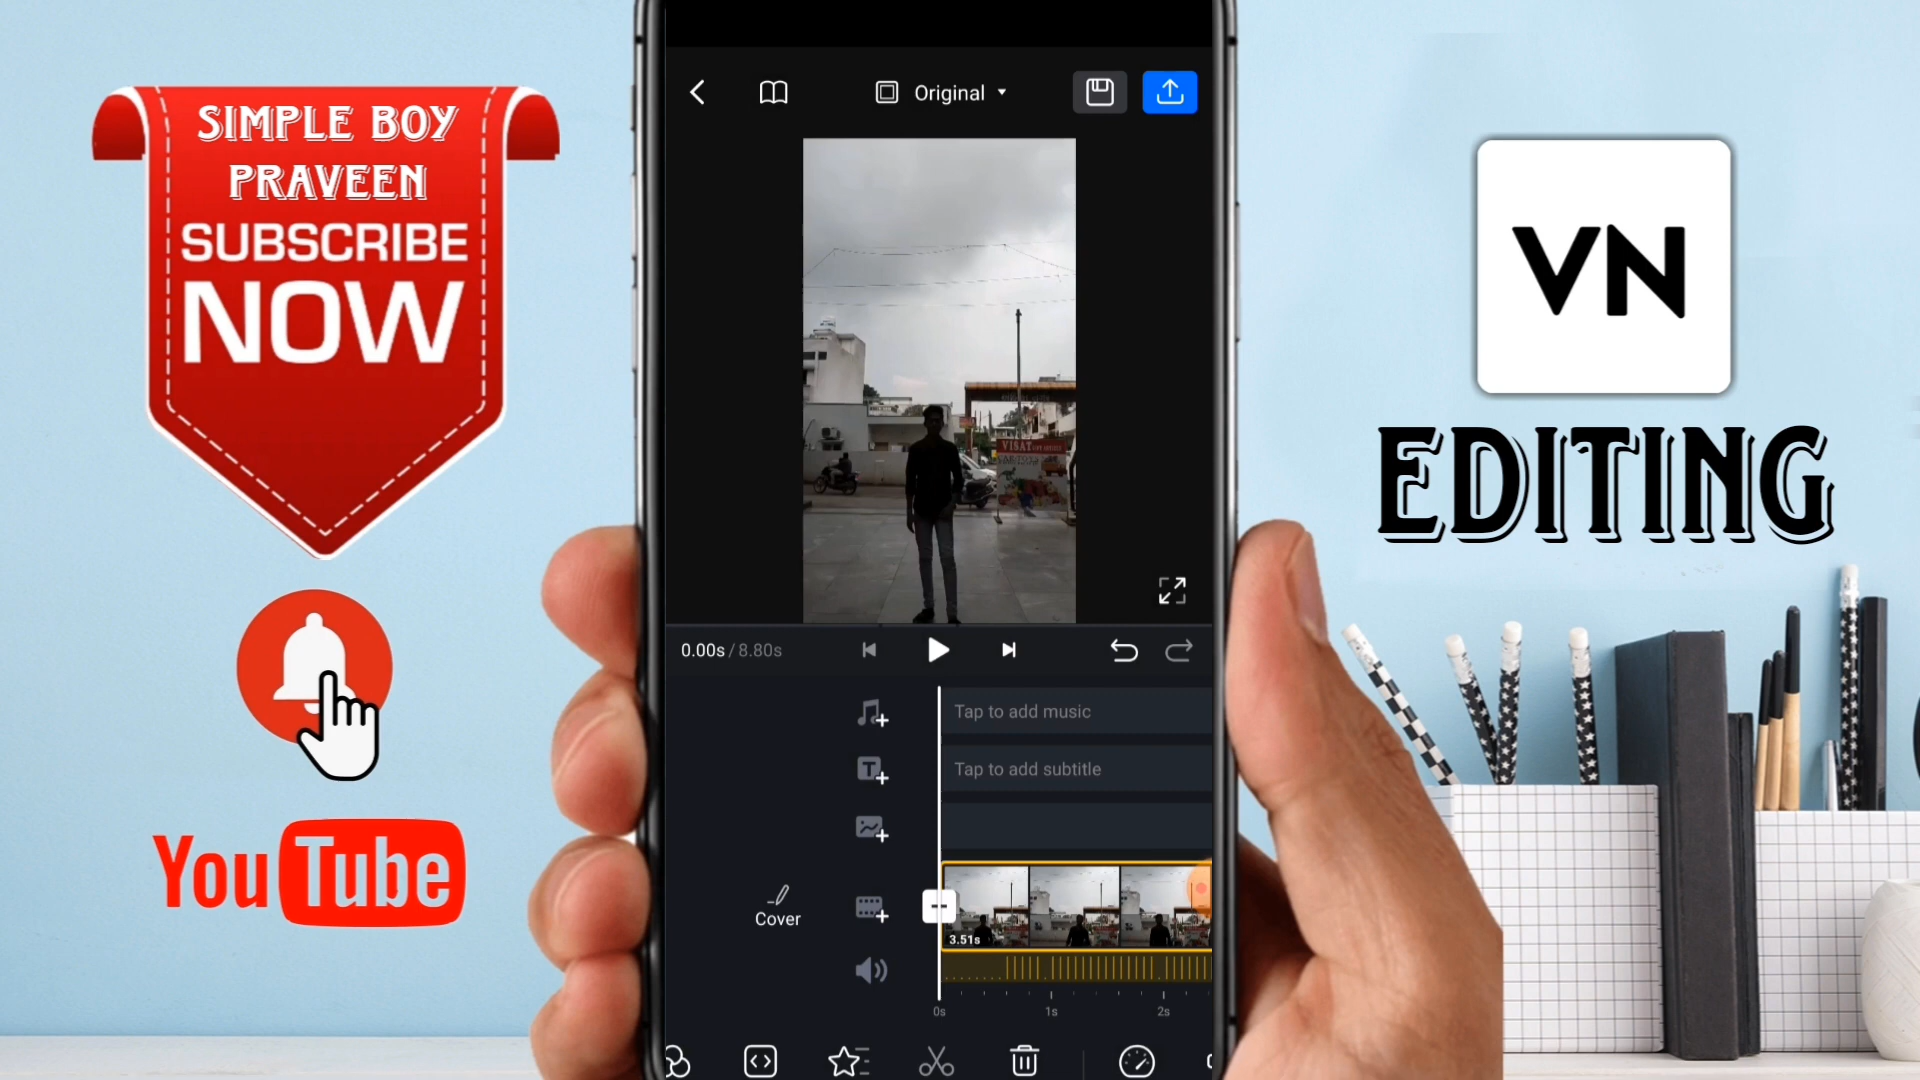 SIMPLE BOY
PRAVEEN
SUBSCRIBE
NOW
YouTube
Original
VISAT
0.00s / 8.80s
Tap to add music
Tap to add subtitle
Cover
3.51s
0s 1s 2s
VN
EDITING